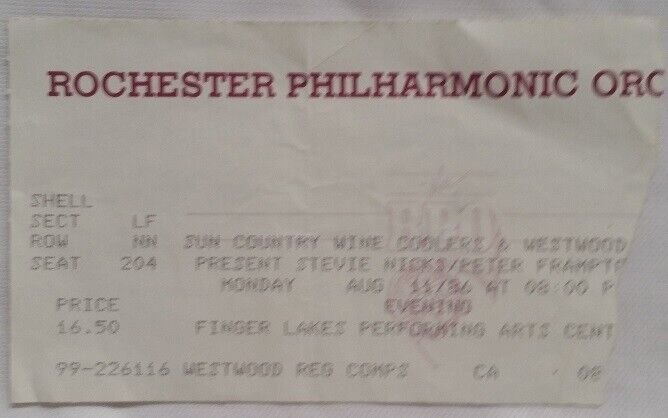 ROCHESTER PHILHARMONIC ORC
SHELL
SECT LF
ROW NN SUN COUNTRY WINE COOLERS & WESTWOOD
SEAT 204 PRESENT STEVIE NICKS/PETER FRAMPT
MONDAY AUG 11/86 AT 08:00 P
PRICE EVENING
16.50 FINGER LAKES PERFORMING ARTS CENT
99-226116 WESTWOOD REG COMPS CA 08